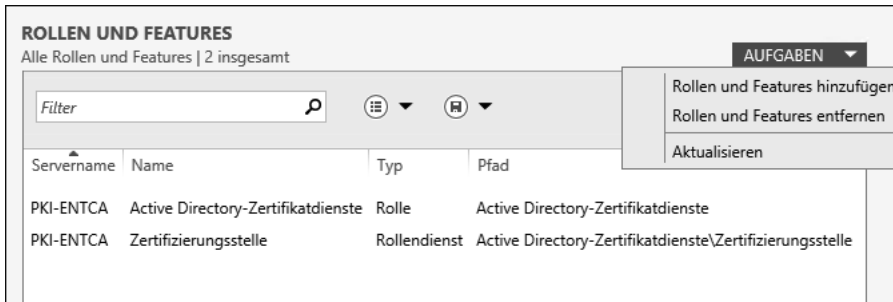 ROLLEN UND FEATURES
Alle Rollen und Features | 2 insgesamt
AUFGABEN
Rollen und Features hinzufügen
Rollen und Features entfernen
Aktualisieren
Filter
Servername Name Typ Pfad
PKI-ENTCA Active Directory-Zertifikatdienste Rolle Active Directory-Zertifikatdienste
PKI-ENTCA Zertifizierungsstelle Rollendienst Active Directory-Zertifikatdienste\Zertifizierungsstelle